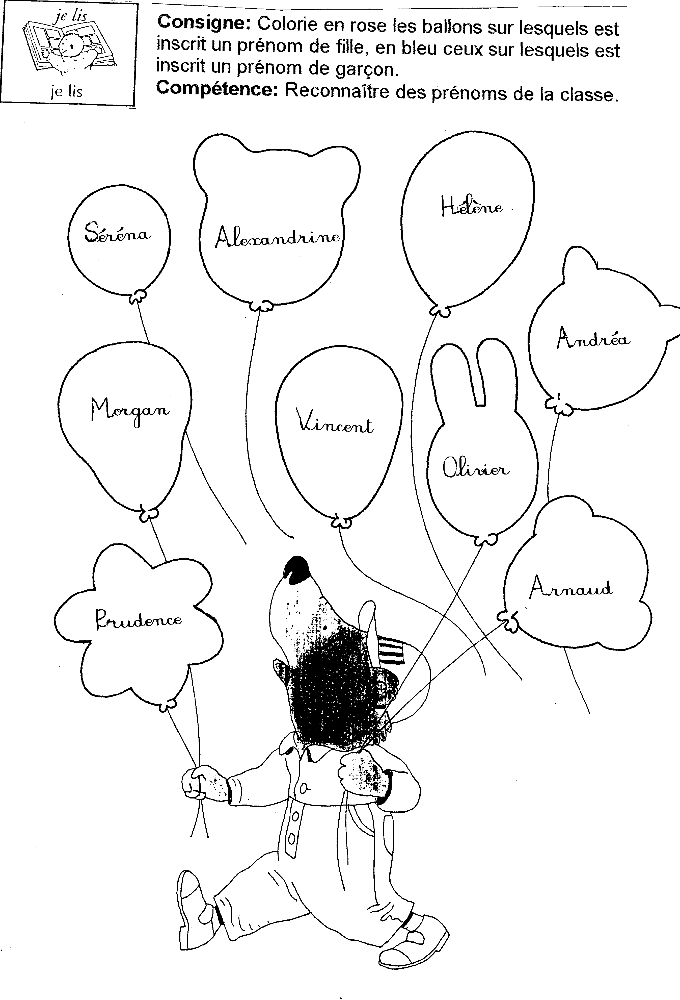 je lis
je lis
Consigne: Colorie en rose les ballons sur lesquels est
inscrit un prénom de fille, en bleu ceux sur lesquels est
inscrit un prénom de garçon.
Compétence: Reconnaître des prénoms de la classe.
Séréna
Alexandrine
Hélène
Andréa
Morgan
Vincent
Olivier
Arnaud
Prudence